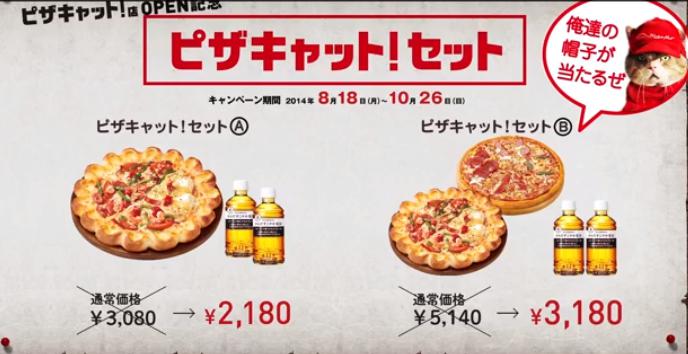 ピザキャット!店OPEN記念
ピザキャット!セット
俺達の
帽子が
当たるぜ
キャンペーン期間 2014年 8月18日(月)~10月26日(日)
ピザキャット!セットⒶ
ピザキャット!セットⒷ
通常価格
¥3,080 → ¥2,180
通常価格
¥5,140 → ¥3,180